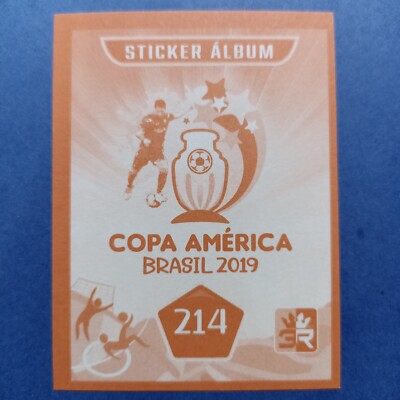 STICKER ÁLBUM
COPA AMÉRICA
BRASIL 2019
214
3R